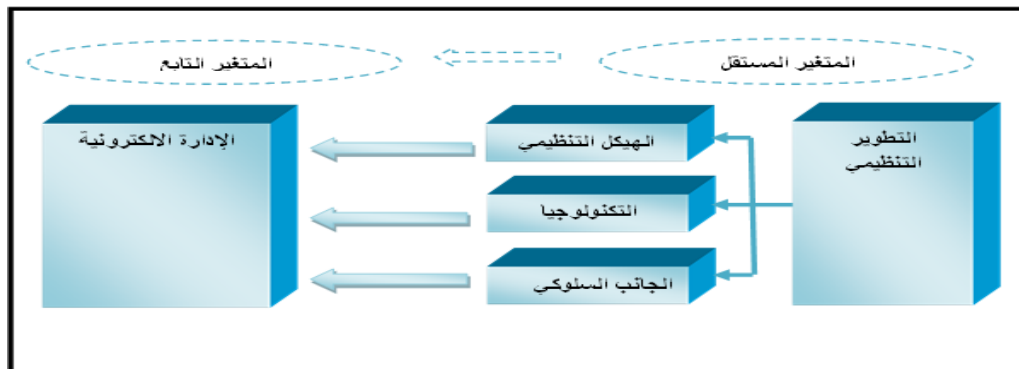 المتغير المستقل
المتغير التابع
التطوير
التنظيمي
الهيكل التنظيمي
التكنولوجيا
الجانب السلوكي
الإدارة الالكترونية